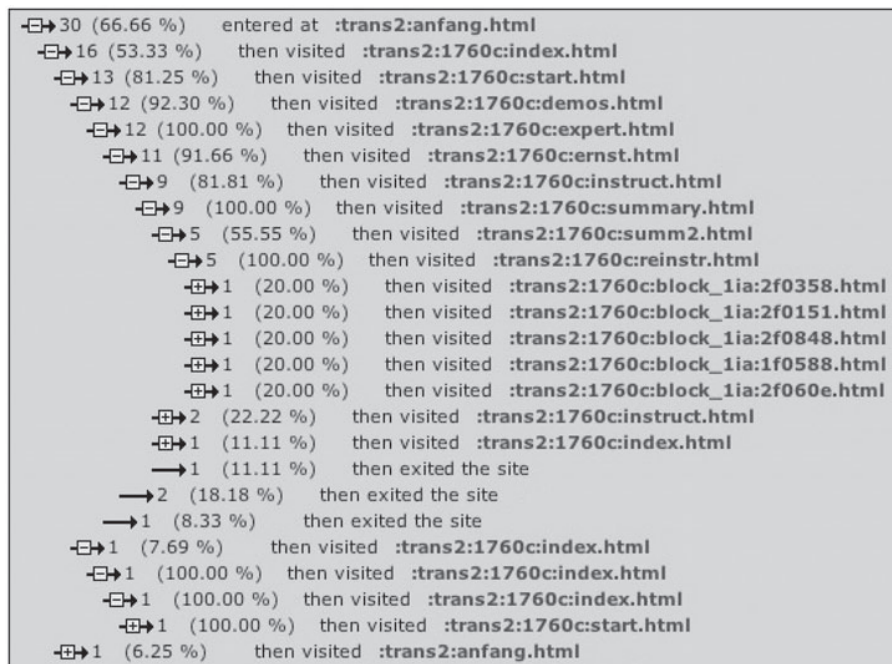 30 (66.66 %) entered at :trans2:anfang.html
16 (53.33 %) then visited :trans2:1760c:index.html
13 (81.25 %) then visited :trans2:1760c:start.html
12 (92.30 %) then visited :trans2:1760c:demos.html
12 (100.00 %) then visited :trans2:1760c:expert.html
11 (91.66 %) then visited :trans2:1760c:ernst.html
9 (81.81 %) then visited :trans2:1760c:instruct.html
9 (100.00 %) then visited :trans2:1760c:summary.html
5 (55.55 %) then visited :trans2:1760c:summ2.html
5 (100.00 %) then visited :trans2:1760c:reinstr.html
1 (20.00 %) then visited :trans2:1760c:block_1ia:2f0358.html
1 (20.00 %) then visited :trans2:1760c:block_1ia:2f0151.html
1 (20.00 %) then visited :trans2:1760c:block_1ia:2f0848.html
1 (20.00 %) then visited :trans2:1760c:block_1ia:1f0588.html
1 (20.00 %) then visited :trans2:1760c:block_1ia:2f060e.html
2 (22.22 %) then visited :trans2:1760c:instruct.html
1 (11.11 %) then visited :trans2:1760c:index.html
1 (11.11 %) then exited the site
2 (18.18 %) then exited the site
1 (8.33 %) then exited the site
1 (7.69 %) then visited :trans2:1760c:index.html
1 (100.00 %) then visited :trans2:1760c:index.html
1 (100.00 %) then visited :trans2:1760c:index.html
1 (100.00 %) then visited :trans2:1760c:start.html
1 (6.25 %) then visited :trans2:anfang.html